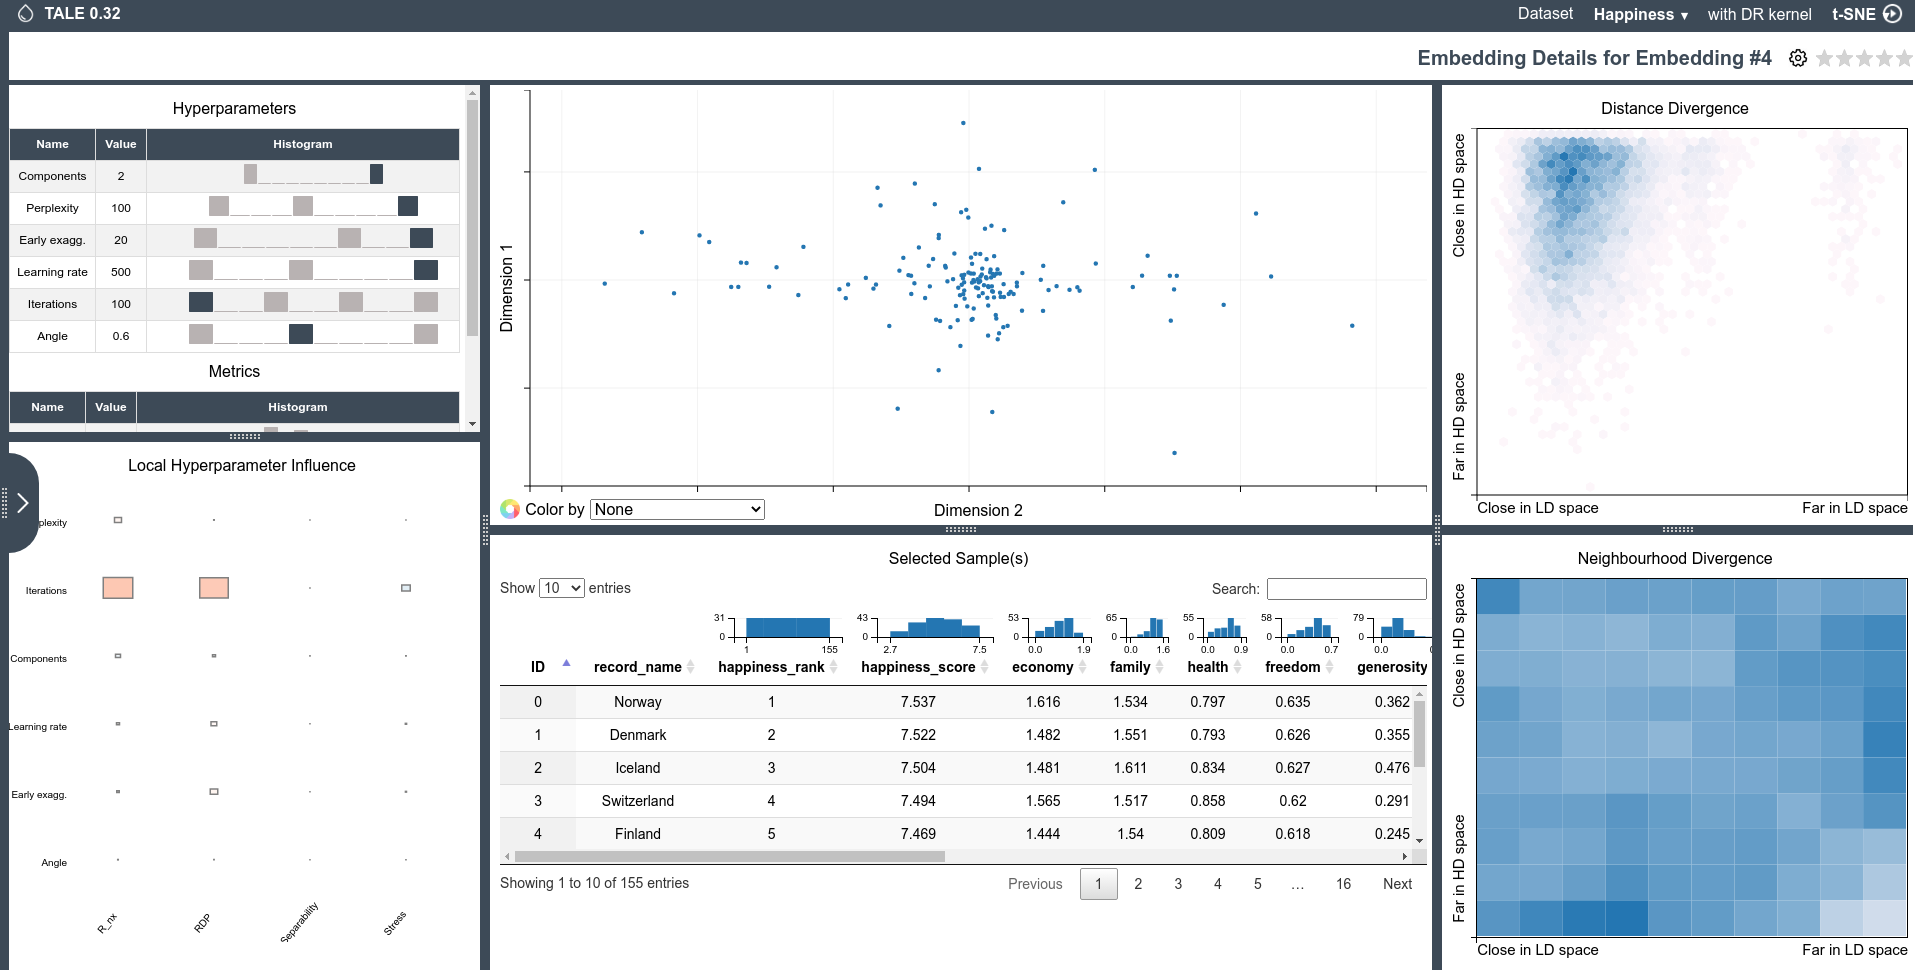 TALE 0.32
Dataset Happiness ▾ with DR kernel t-SNE
Embedding Details for Embedding #4
Hyperparameters
Name Value Histogram
Components 2
Perplexity 100
Early exagg. 20
Learning rate 500
Iterations 100
Angle 0.6
Metrics
Name Value Histogram
Local Hyperparameter Influence
plexity
Iterations
Components
Learning rate
Early exagg.
Angle
R_nx
RDP
Separability
Stress
Dimension 1
Color by None
Dimension 2
Selected Sample(s)
Show 10 entries
Search:
31 43 53 65 55 58 79
0 0 0 0 0 0 0
1 155 2.7 7.5 0.0 1.9 0.0 1.6 0.0 0.9 0.0 0.7 0.0
ID record_name happiness_rank happiness_score economy family health freedom generosity
0 Norway 1 7.537 1.616 1.534 0.797 0.635 0.362
1 Denmark 2 7.522 1.482 1.551 0.793 0.626 0.355
2 Iceland 3 7.504 1.481 1.611 0.834 0.627 0.476
3 Switzerland 4 7.494 1.565 1.517 0.858 0.62 0.291
4 Finland 5 7.469 1.444 1.54 0.809 0.618 0.245
Showing 1 to 10 of 155 entries
Previous 1 2 3 4 5 … 16 Next
Distance Divergence
Close in HD space
Far in HD space
Close in LD space
Far in LD space
Neighbourhood Divergence
Close in HD space
Far in HD space
Close in LD space
Far in LD space